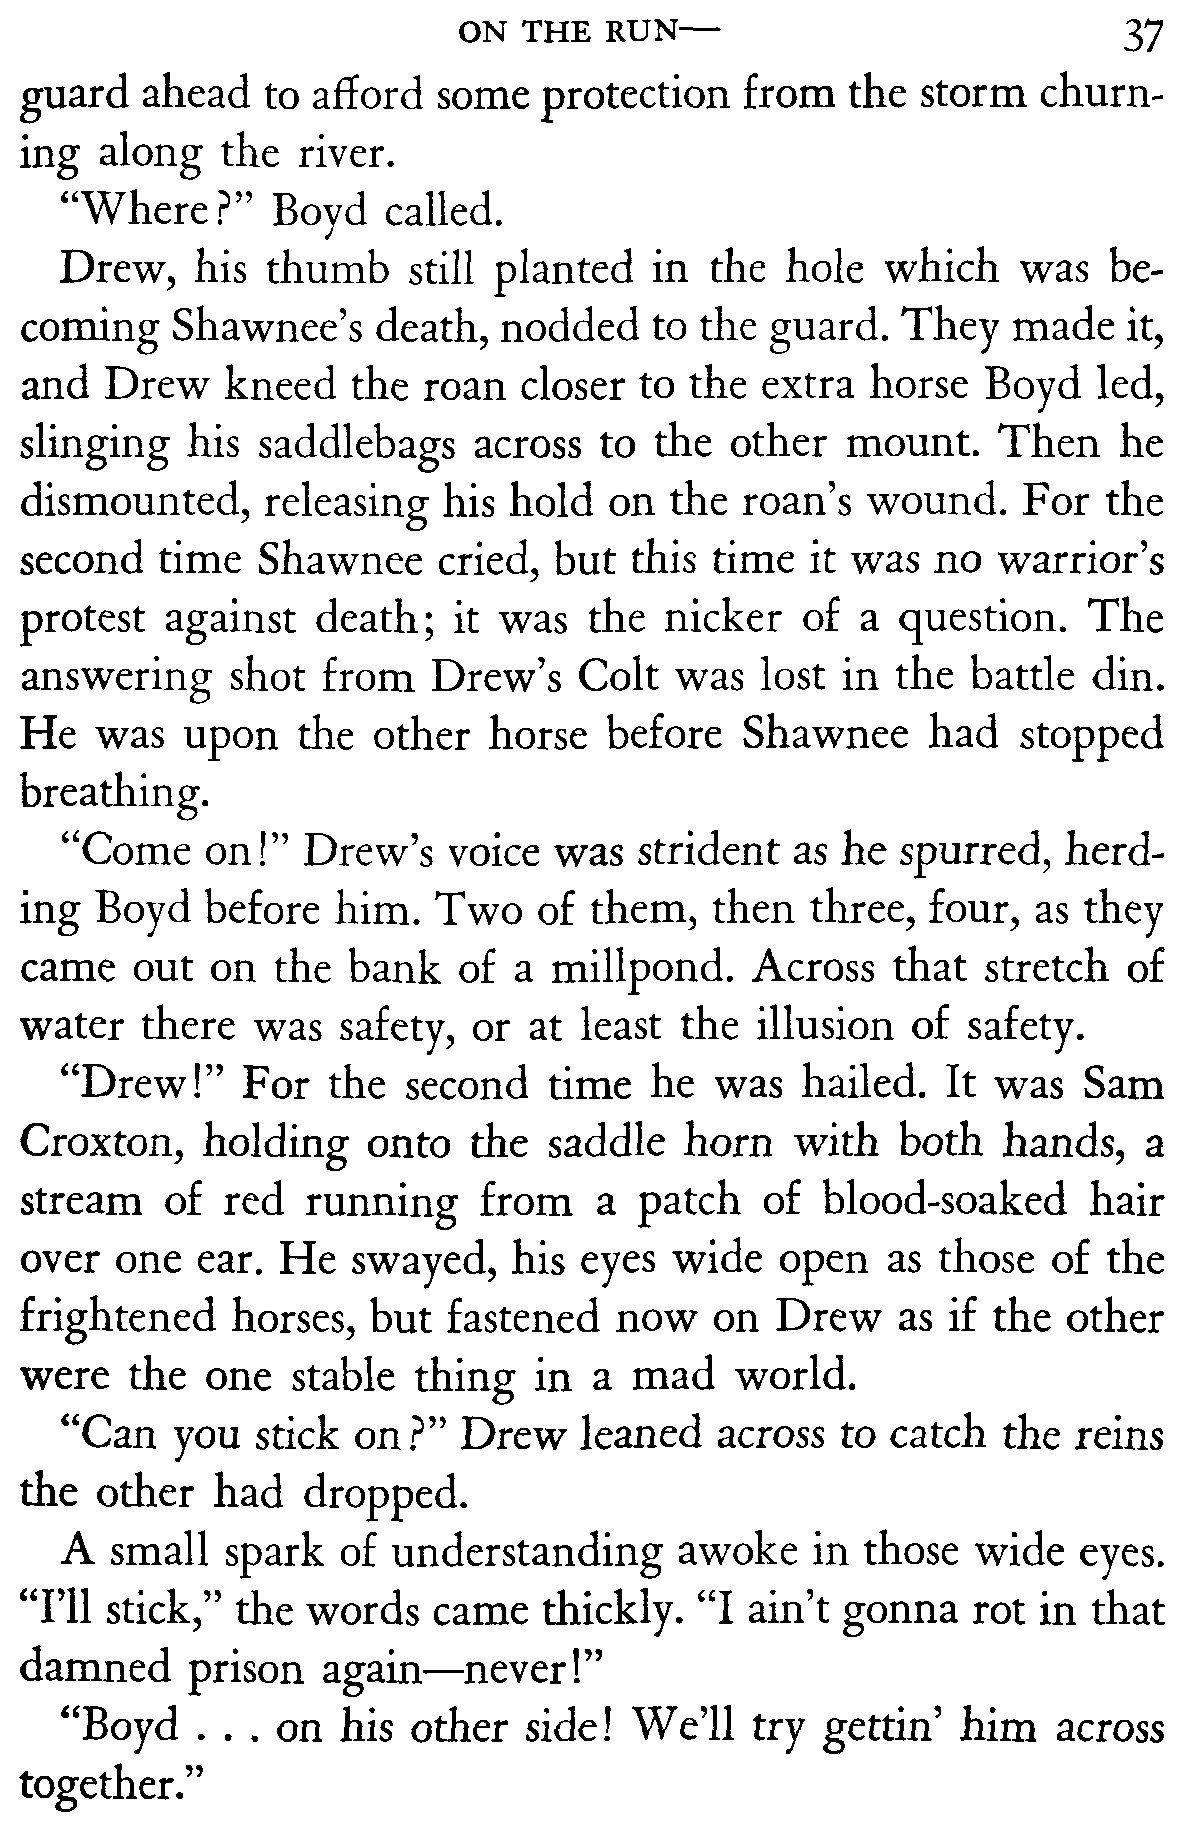 ON THE RUN— 37
guard ahead to afford some protection from the storm churn-
ing along the river.
“Where?” Boyd called.
Drew, his thumb still planted in the hole which was be-
coming Shawnee’s death, nodded to the guard. They made it,
and Drew kneed the roan closer to the extra horse Boyd led,
slinging his saddlebags across to the other mount. Then he
dismounted, releasing his hold on the roan’s wound. For the
second time Shawnee cried, but this time it was no warrior’s
protest against death; it was the nicker of a question. The
answering shot from Drew’s Colt was lost in the battle din.
He was upon the other horse before Shawnee had stopped
breathing.
“Come on!” Drew’s voice was strident as he spurred, herd-
ing Boyd before him. Two of them, then three, four, as they
came out on the bank of a millpond. Across that stretch of
water there was safety, or at least the illusion of safety.
“Drew!” For the second time he was hailed. It was Sam
Croxton, holding onto the saddle horn with both hands, a
stream of red running from a patch of blood-soaked hair
over one ear. He swayed, his eyes wide open as those of the
frightened horses, but fastened now on Drew as if the other
were the one stable thing in a mad world.
“Can you stick on?” Drew leaned across to catch the reins
the other had dropped.
A small spark of understanding awoke in those wide eyes.
“I’ll stick,” the words came thickly. “I ain’t gonna rot in that
damned prison again—never!”
“Boyd . . . on his other side! We’ll try gettin’ him across
together.”